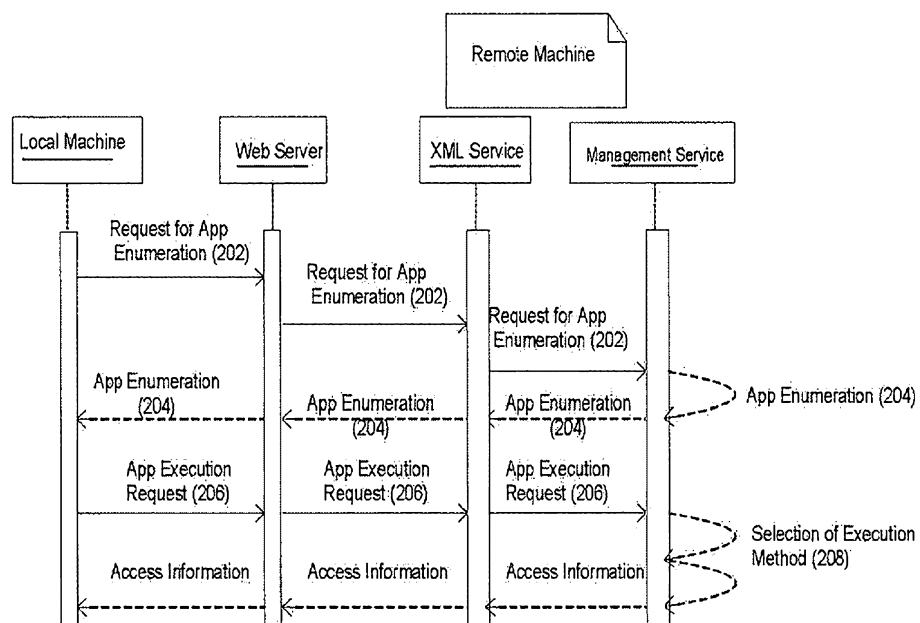 Remote Machine
Local Machine
Web Server
XML Service
Management Service
Request for App
Enumeration (202)
Request for App
Enumeration (202)
Request for App
Enumeration (202)
App Enumeration
(204)
App Enumeration
(204)
App Enumeration
(204)
App Enumeration (204)
App Execution
Request (206)
App Execution
Request (206)
App Execution
Request (206)
Selection of Execution
Method (208)
Access Information
Access Information
Access Information